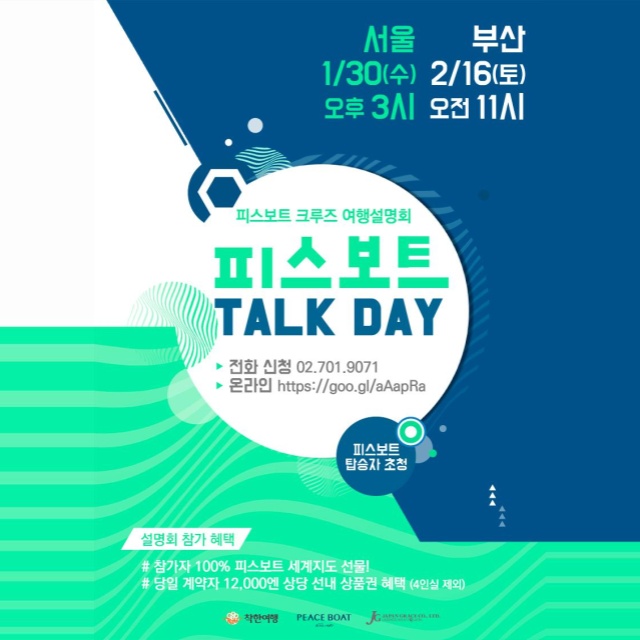 서울
1/30(수)
오후 3시
부산
2/16(토)
오전 11시
피스보트 크루즈 여행설명회
피스보트
TALK DAY
▶ 전화 신청 02.701.9071
▶ 온라인 https://goo.gl/aAapRa
피스보트
탑승자 초청
설명회 참가 혜택
# 참가자 100% 피스보트 세계지도 선물!
# 당일 계약자 12,000엔 상당 선내 상품권 혜택 (4인실 제외)
착한여행
PEACE BOAT